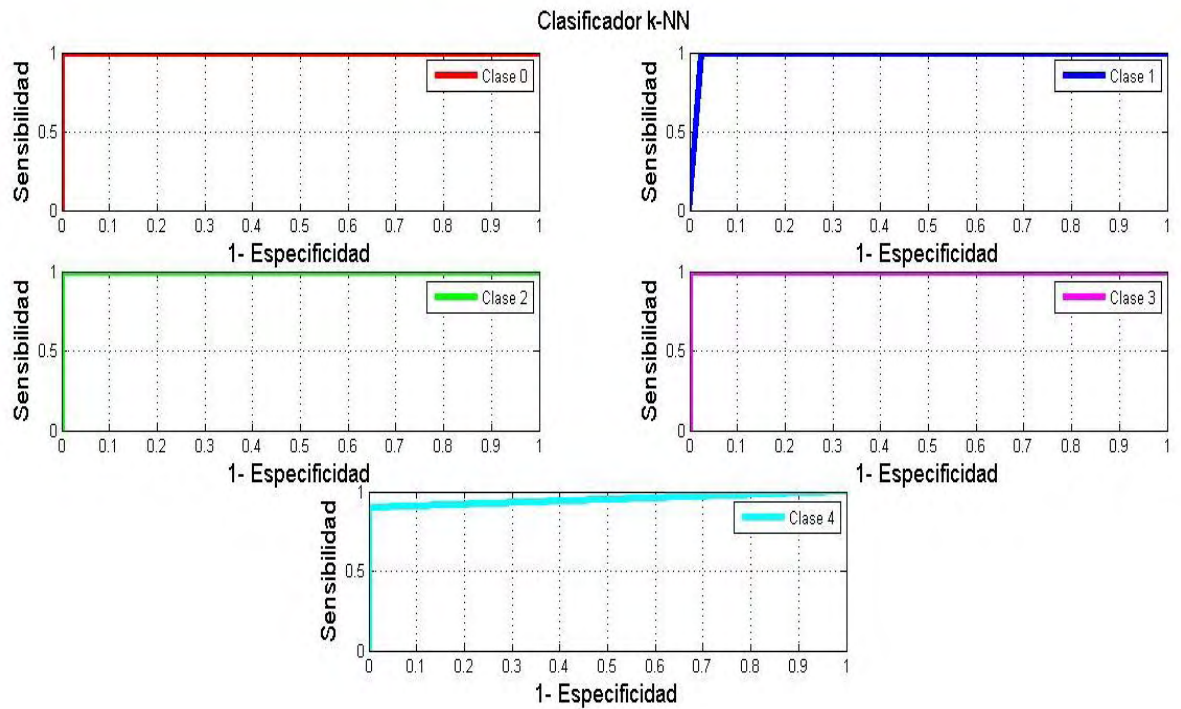 Clasificador k-NN
Sensibilidad
1
0.5
0
Clase 0
0 0.1 0.2 0.3 0.4 0.5 0.6 0.7 0.8 0.9 1
1- Especificidad
Sensibilidad
1
0.5
0
Clase 1
0 0.1 0.2 0.3 0.4 0.5 0.6 0.7 0.8 0.9 1
1- Especificidad
Sensibilidad
1
0.5
0
Clase 2
0 0.1 0.2 0.3 0.4 0.5 0.6 0.7 0.8 0.9 1
1- Especificidad
Sensibilidad
1
0.5
0
Clase 3
0 0.1 0.2 0.3 0.4 0.5 0.6 0.7 0.8 0.9 1
1- Especificidad
Sensibilidad
1
0.5
0
Clase 4
0 0.1 0.2 0.3 0.4 0.5 0.6 0.7 0.8 0.9 1
1- Especificidad